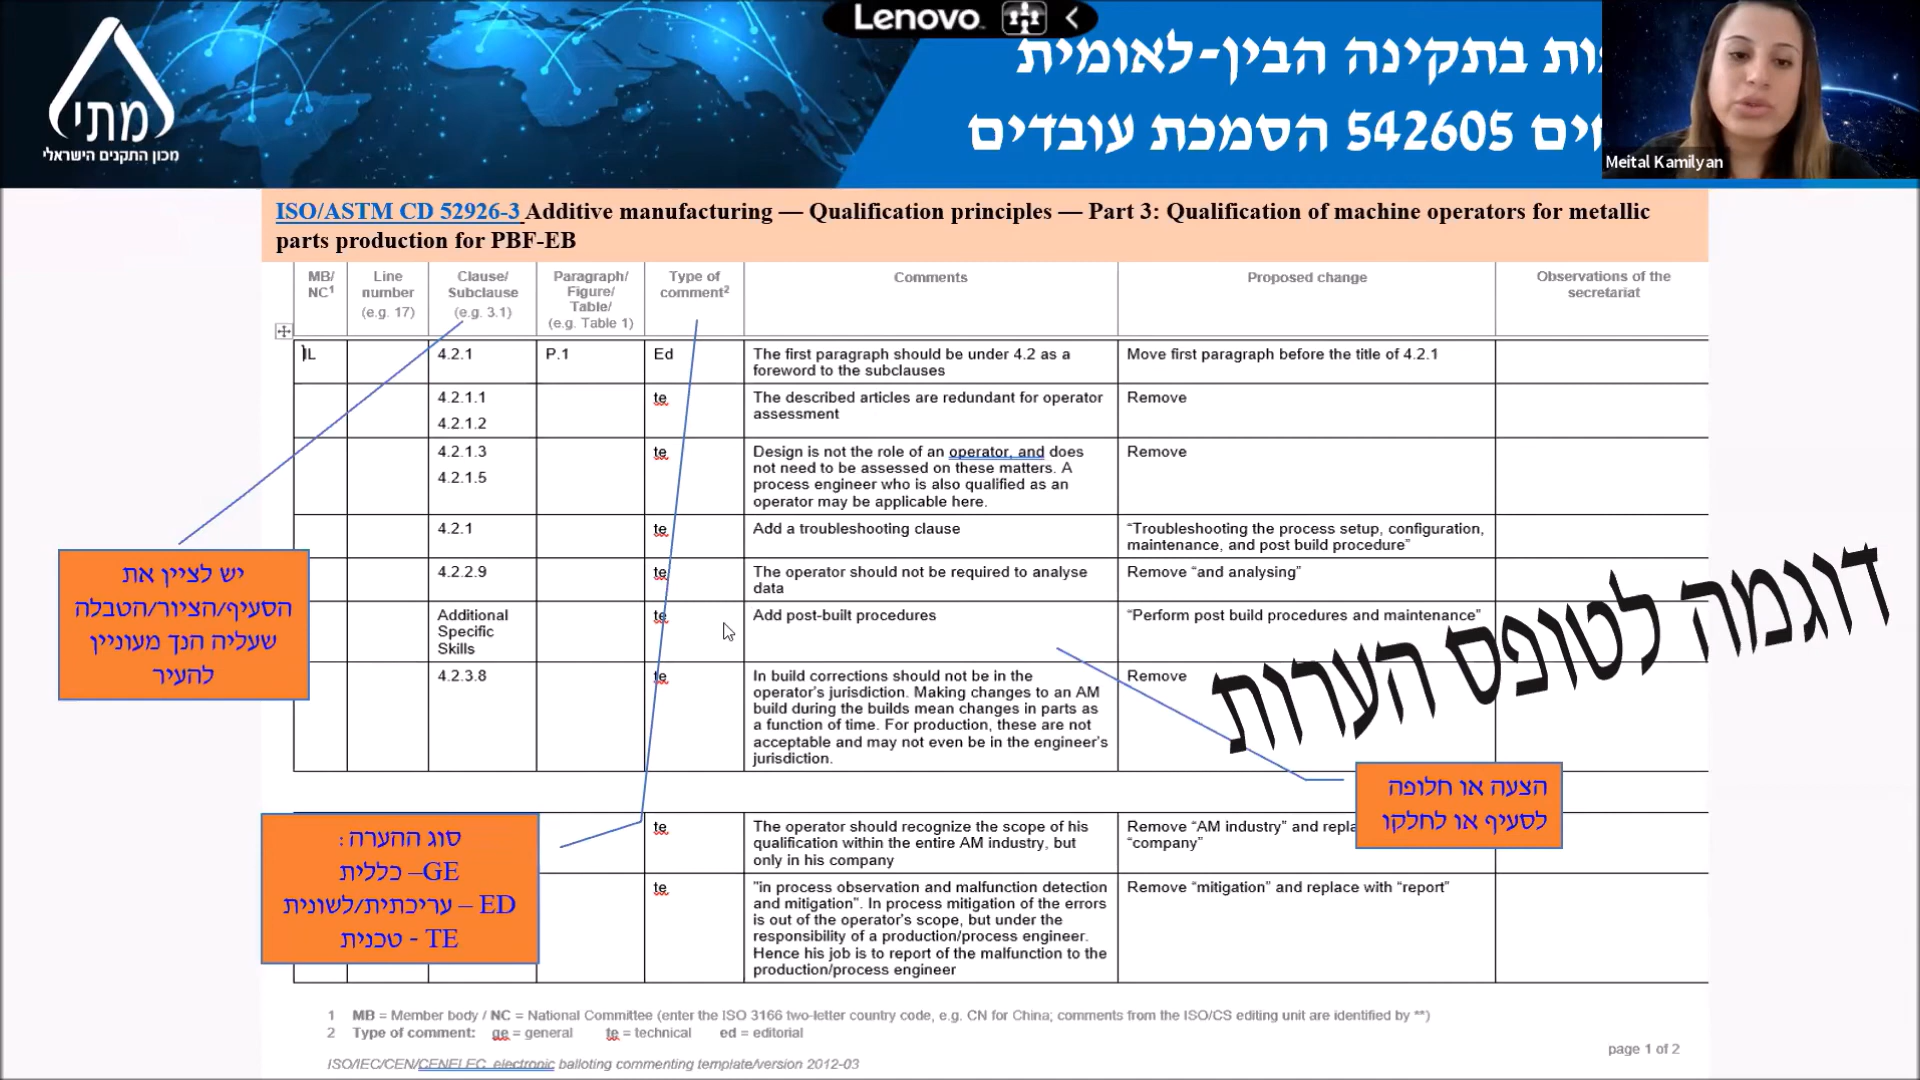 Lenovo
מתי
מכון התקנים הישראלי
בתקינה הבין-לאומית
542605 הסמכת עובדים
Meital Kamilyan
ISO/ASTM CD 52926-3 Additive manufacturing — Qualification principles — Part 3: Qualification of machine operators for metallic
parts production for PBF-EB
MB/ NC¹ Line number (e.g. 17) Clause/ Subclause (e.g. 3.1) Paragraph/ Figure/ Table/ (e.g. Table 1) Type of comment² Comments Proposed change Observations of the secretariat
IL 4.2.1 P.1 Ed The first paragraph should be under 4.2 as a Move first paragraph before the title of 4.2.1
foreword to the subclauses
4.2.1.1 te The described articles are redundant for operator Remove
4.2.1.2 assessment
4.2.1.3 te Design is not the role of an operator, and does Remove
not need to be assessed on these matters. A
4.2.1.5 process engineer who is also qualified as an
operator may be applicable here.
4.2.1 te Add a troubleshooting clause “Troubleshooting the process setup, configuration,
maintenance, and post build procedure”
4.2.2.9 te The operator should not be required to analyse Remove “and analysing”
data
Additional te Add post-built procedures “Perform post build procedures and maintenance”
Specific
Skills
4.2.3.8 te In build corrections should not be in the Remove
operator’s jurisdiction. Making changes to an AM
build during the builds mean changes in parts as
a function of time. For production, these are not
acceptable and may not even be in the engineer’s
jurisdiction.
te The operator should recognize the scope of his Remove “AM industry” and
qualification within the entire AM industry, but “company”
only in his company
te "in process observation and malfunction detection Remove “mitigation” and replace with “report”
and mitigation”. In process mitigation of the errors
is out of the operator’s scope, but under the
responsibility of a production/process engineer.
Hence his job is to report of the malfunction to the
production/process engineer
יש לציין את
הסעיף/הציור/הטבלה
שעליה הנך מעוניין
להעיר
דוגמה לטופס הערות
הצעה או חלופה
לסעיף או לחלקו
סוג ההערה :
GE– כללית
ED – עריכתית/לשונית
TE - טכנית
1 MB = Member body / NC = National Committee (enter the ISO 3166 two-letter country code, e.g. CN for China; comments from the ISO/CS editing unit are identified by **)
2 Type of comment: ge = general te = technical ed = editorial
page 1 of 2
ISO/IEC/CEN/CENELEC electronic balloting commenting template/version 2012-03